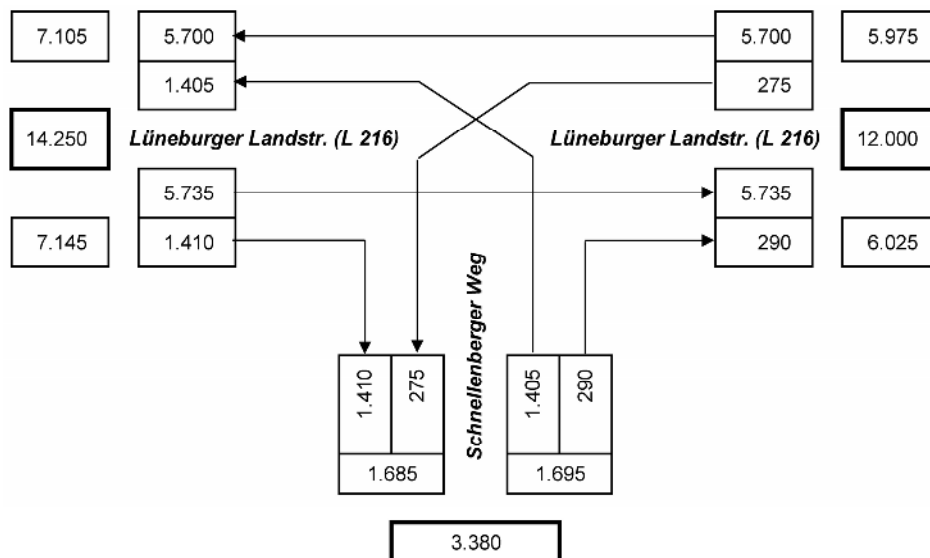 7.105 5.700 5.700 5.975
1.405 275
14.250 Lüneburger Landstr. (L 216) Lüneburger Landstr. (L 216) 12.000
5.735 5.735
7.145 1.410 290 6.025
Schnellenberger Weg
1.410 275 1.405 290
1.685 1.695
3.380